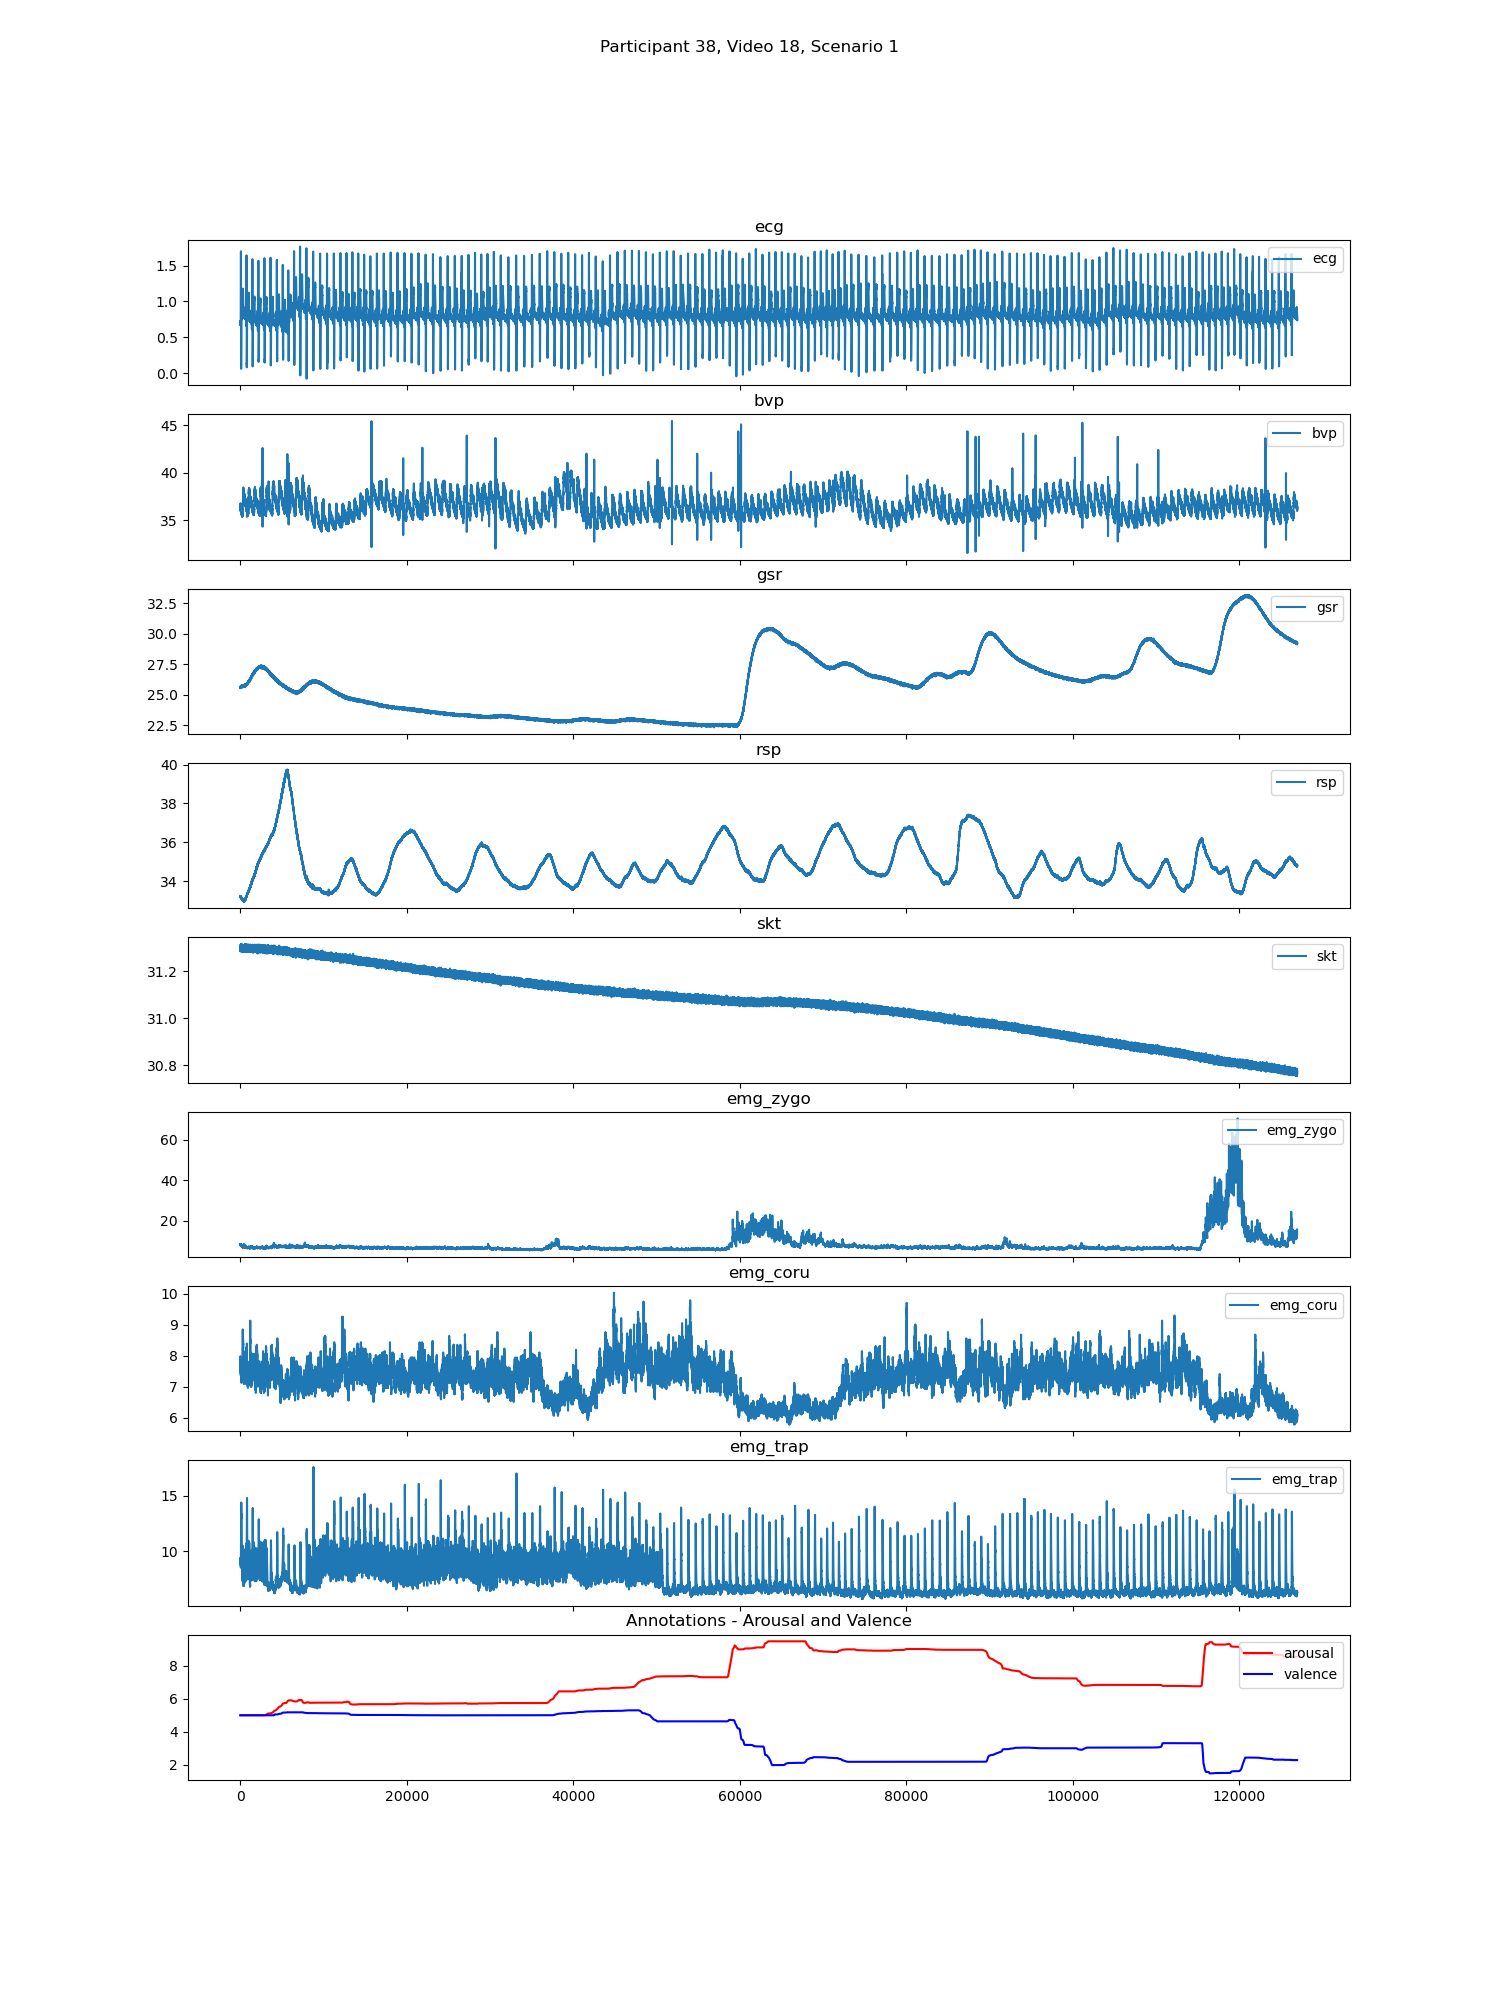 Participant 38, Video 18, Scenario 1
ecg
1.5
1.0
0.5
0.0
ecg
bvp
45
40
35
bvp
gsr
32.5
30.0
27.5
25.0
22.5
gsr
rsp
40
38
36
34
rsp
skt
31.2
31.0
30.8
skt
emg_zygo
60
40
20
emg_zygo
emg_coru
10
9
8
7
6
emg_coru
emg_trap
15
10
emg_trap
Annotations - Arousal and Valence
8
6
4
2
arousal
valence
0 20000 40000 60000 80000 100000 120000